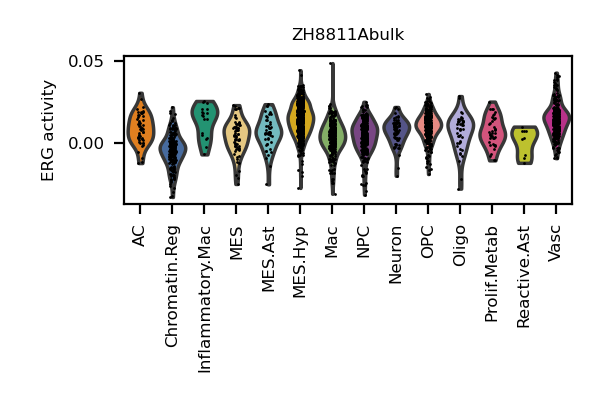 ZH8811Abulk
0.05
0.00
ERG activity
AC
Chromatin.Reg
Inflammatory.Mac
MES
MES.Ast
MES.Hyp
Mac
NPC
Neuron
OPC
Oligo
Prolif.Metab
Reactive.Ast
Vasc